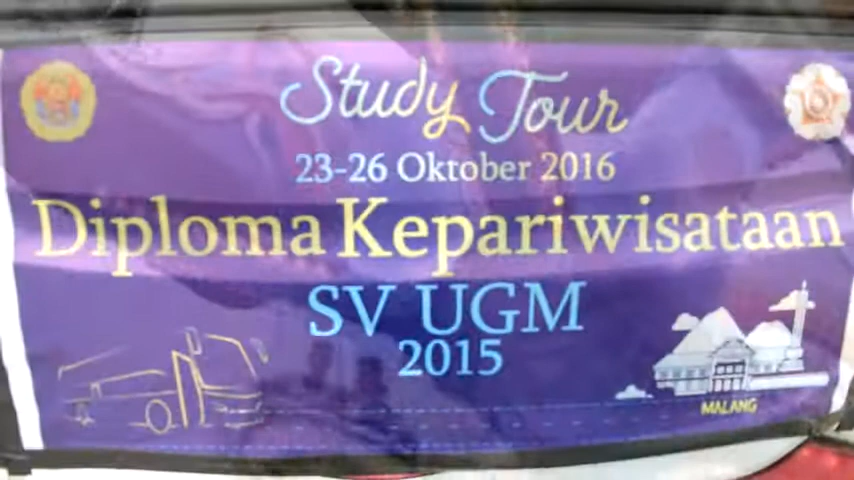 Study Tour
23-26 Oktober 2016
Diploma Kepariwisataan
SV UGM
2015
MALANG